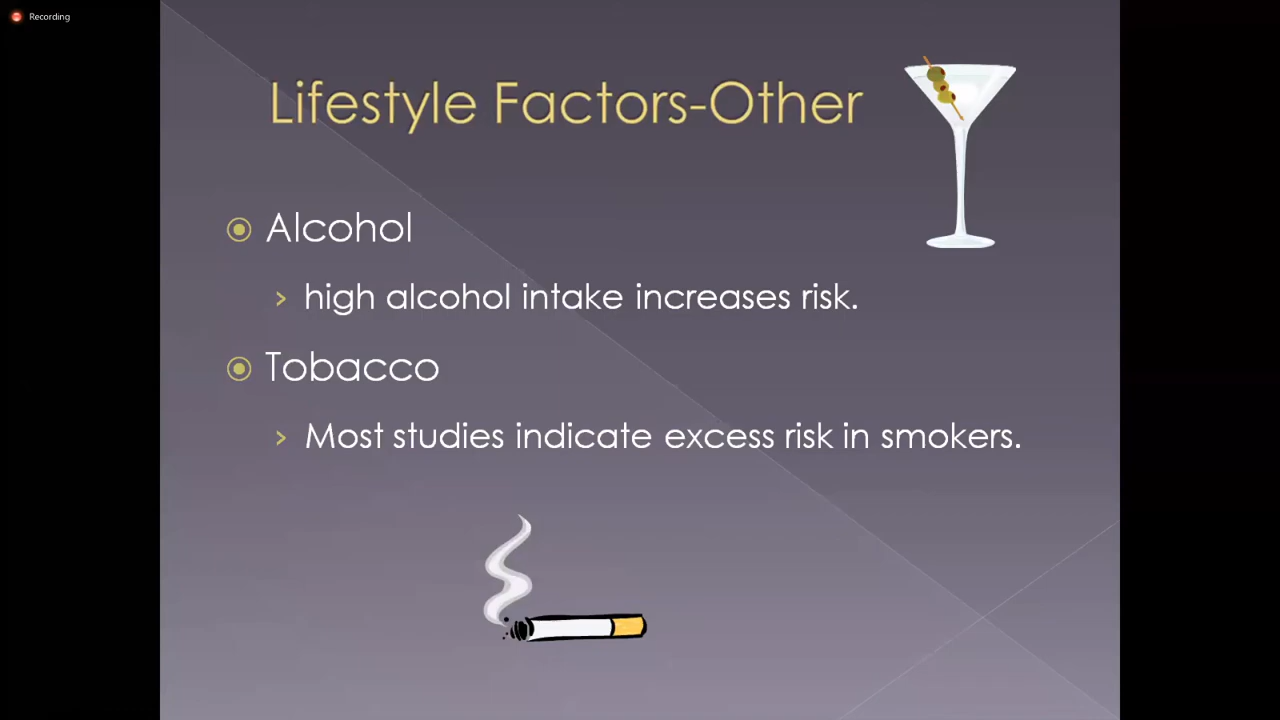 Recording
Lifestyle Factors-Other
Alcohol
high alcohol intake increases risk.
Tobacco
Most studies indicate excess risk in smokers.